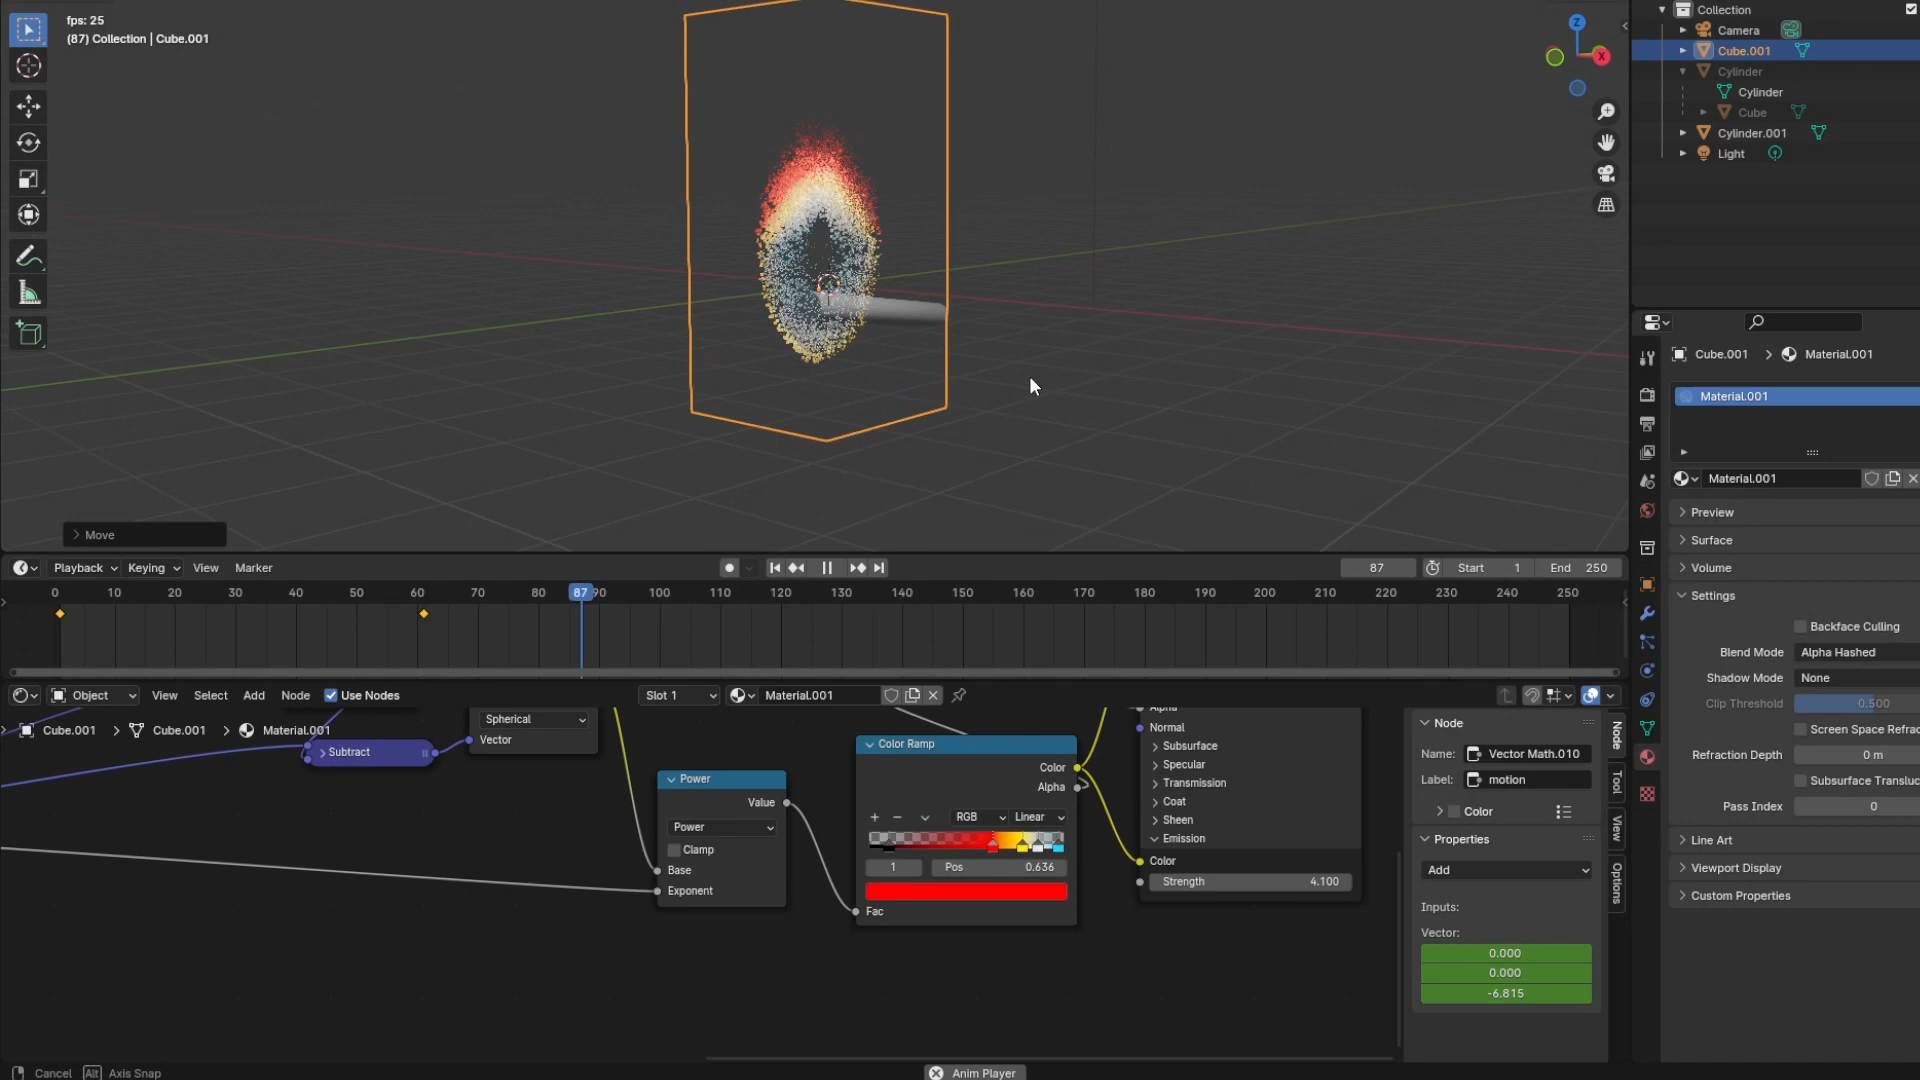 fps: 25
(87) Collection | Cube.001
Move
Collection
Camera
Cube.001
Cylinder
Cylinder
Cube
Cylinder.001
Light
Cube.001 > Material.001
Material.001
Material.001
Preview
Surface
Volume
Settings
Backface Culling
Blend Mode Alpha Hashed
Shadow Mode None
Clip Threshold 0.500
Screen Space Refrac
Refraction Depth 0 m
Subsurface Transluc
Pass Index 0
Line Art
Viewport Display
Custom Properties
Playback Keying View Marker
87 Start 1 End 250
0 10 20 30 40 50 60 70 80 87 90 100 110 120 130 140 150 160 170 180 190 200 210 220 230 240 250
Object View Select Add Node Use Nodes Slot 1 Material.001
Cube.001 > Cube.001 > Material.001
Subtract
Spherical
Vector
Power
Value
Power
Clamp
Base
Exponent
Color Ramp
Color
Alpha
RGB Linear
1 Pos 0.636
Fac
Alpha
Normal
Subsurface
Specular
Transmission
Coat
Sheen
Emission
Color
Strength 4.100
Node
Name: Vector Math.010
Label: motion
Color
Properties
Add
Inputs:
Vector:
0.000
0.000
-6.815
Node
Tool
View
Options
Cancel Alt Axis Snap
Anim Player